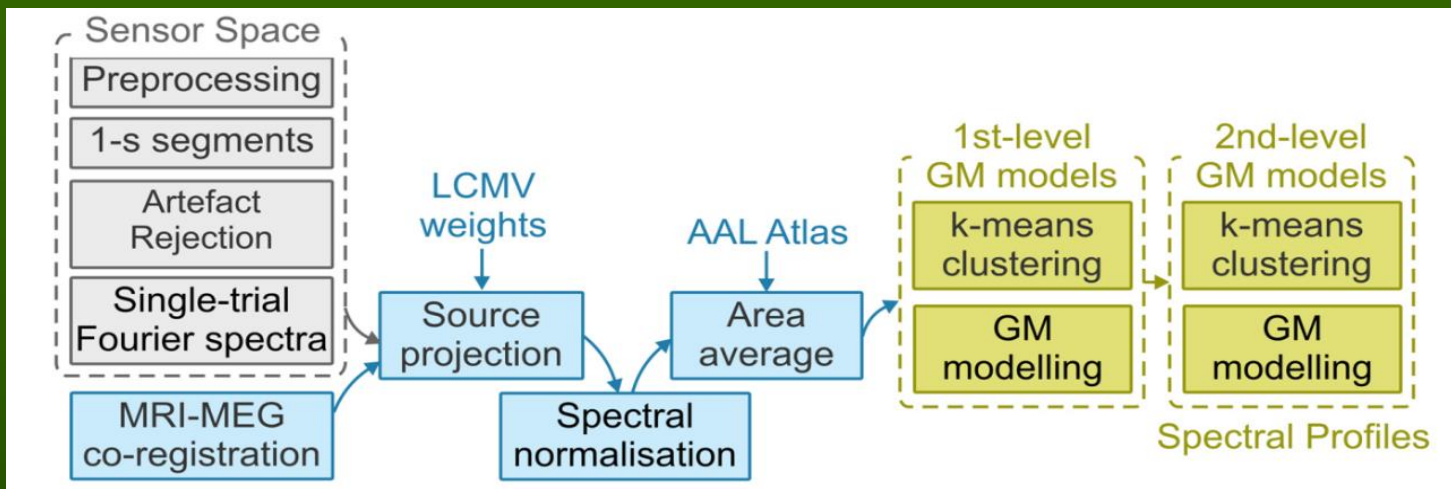 Sensor Space
Preprocessing
1-s segments
Artefact
Rejection
Single-trial
Fourier spectra
MRI-MEG
co-registration
LCMV
weights
Source
projection
Spectral
normalisation
AAL Atlas
Area
average
1st-level
GM models
k-means
clustering
GM
modelling
2nd-level
GM models
k-means
clustering
GM
modelling
Spectral Profiles